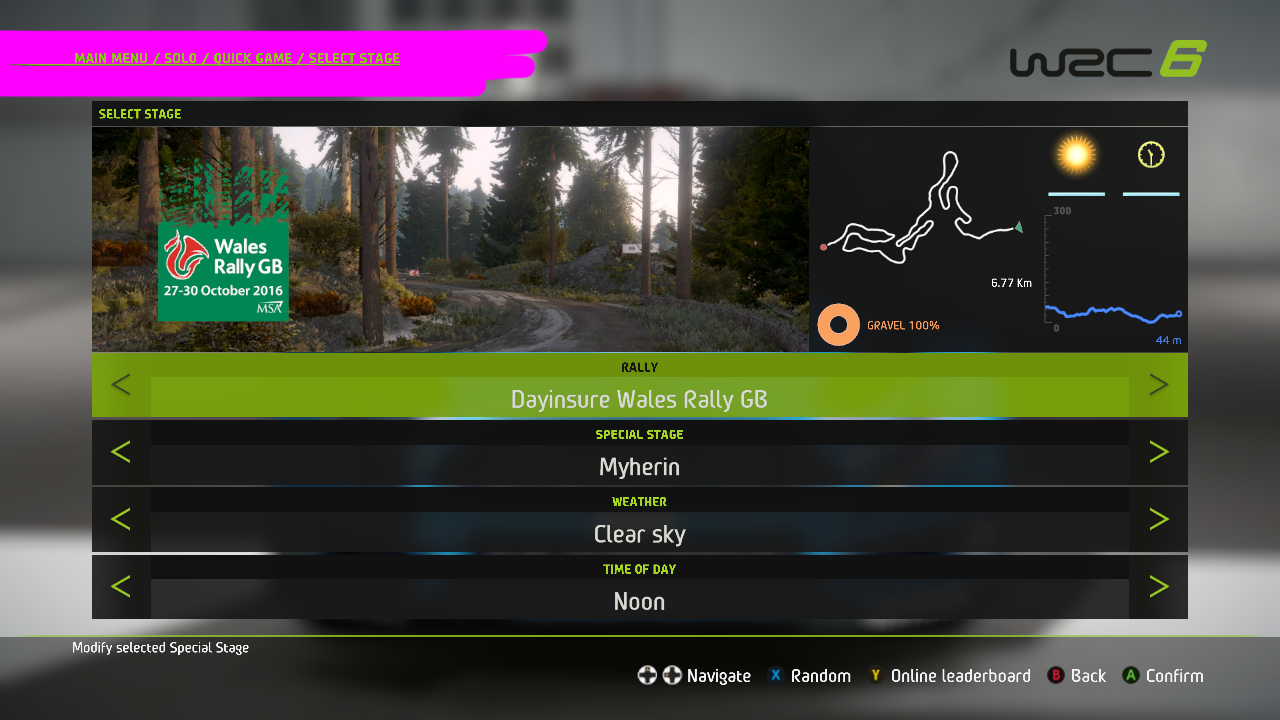 MAIN MENU / SOLO / QUICK GAME / SELECT STAGE
WRC 6
SELECT STAGE
Wales
Rally GB
27-30 October 2016
MSA
300
0
6.77 Km
GRAVEL 100%
44 m
RALLY
< Dayinsure Wales Rally GB >
SPECIAL STAGE
< Myherin >
WEATHER
< Clear sky >
TIME OF DAY
< Noon >
Modify selected Special Stage
Navigate X Random Y Online leaderboard B Back A Confirm